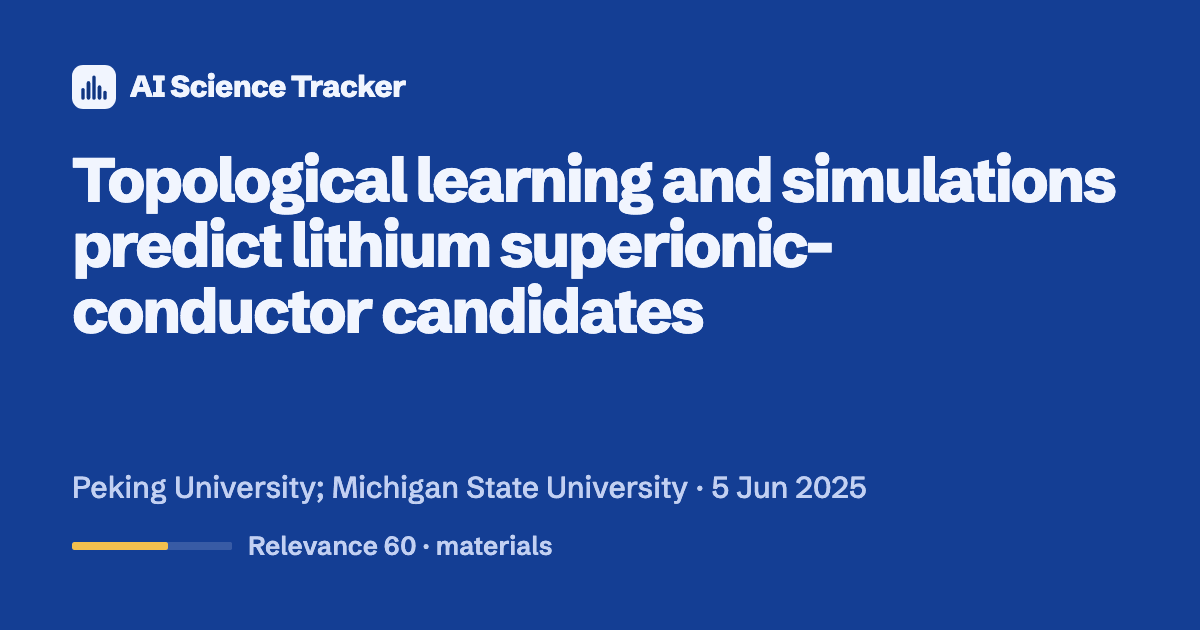 AI Science Tracker
Topological learning and simulations
predict lithium superionic-
conductor candidates
Peking University; Michigan State University · 5 Jun 2025
Relevance 60 · materials